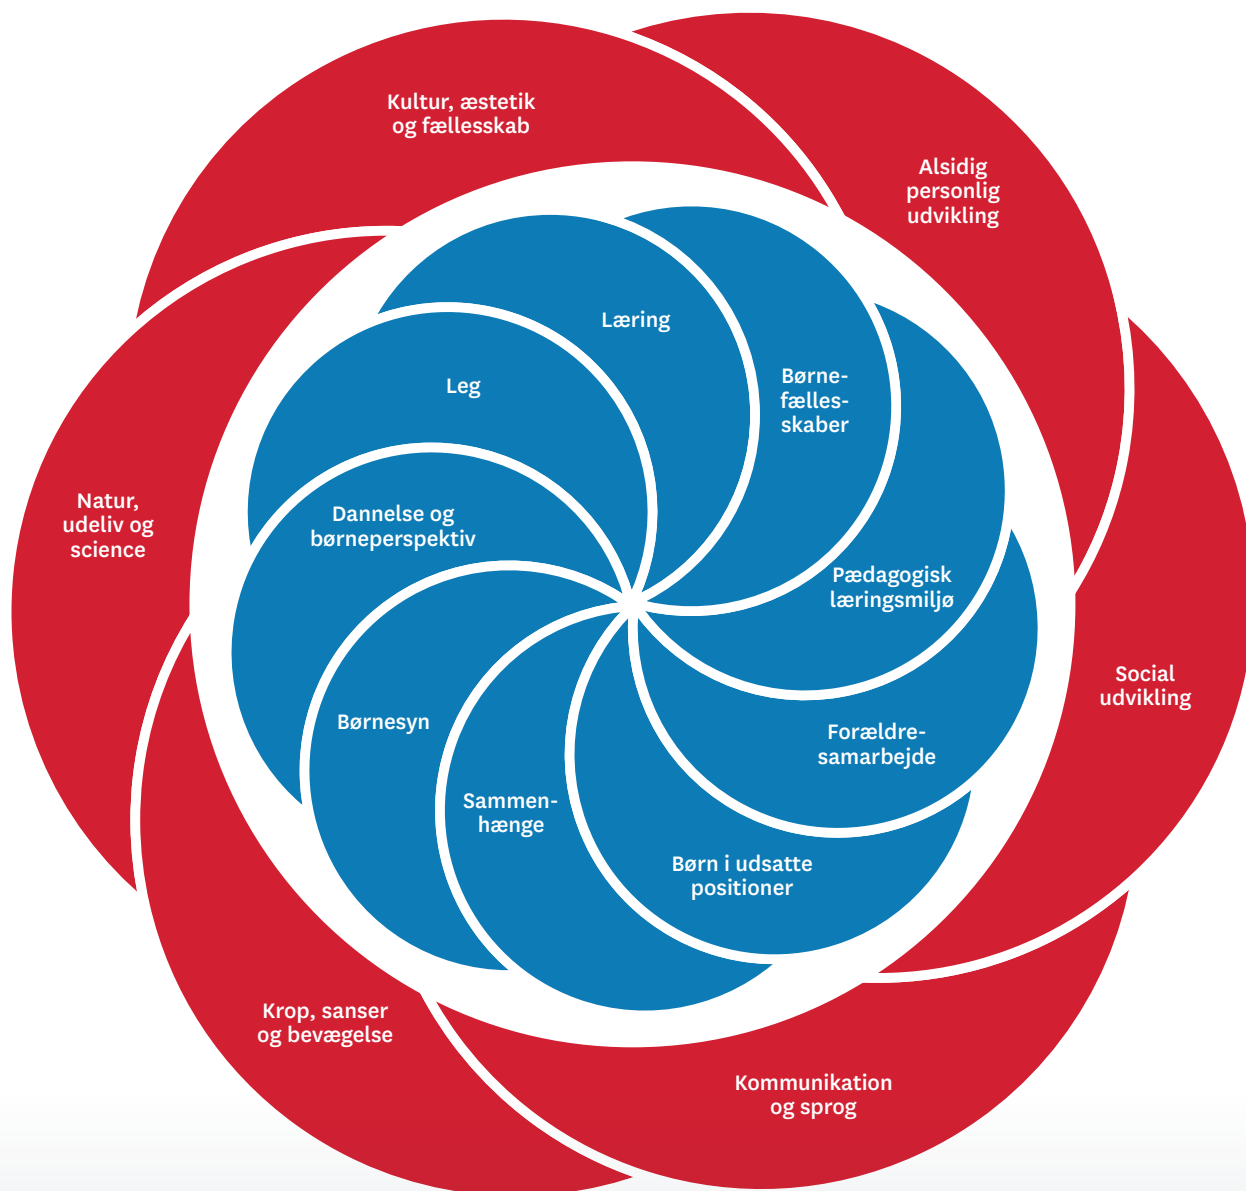 Kultur, æstetik
og fællesskab
Alsidig
personlig
udvikling
Læring
Børne-
fælles-
skaber
Leg
Natur,
udeliv og
science
Dannelse og
børneperspektiv
Pædagogisk
læringsmiljø
Social
udvikling
Børnesyn
Forældre-
samarbejde
Sammen-
hænge
Børn i udsatte
positioner
Krop, sanser
og bevægelse
Kommunikation
og sprog